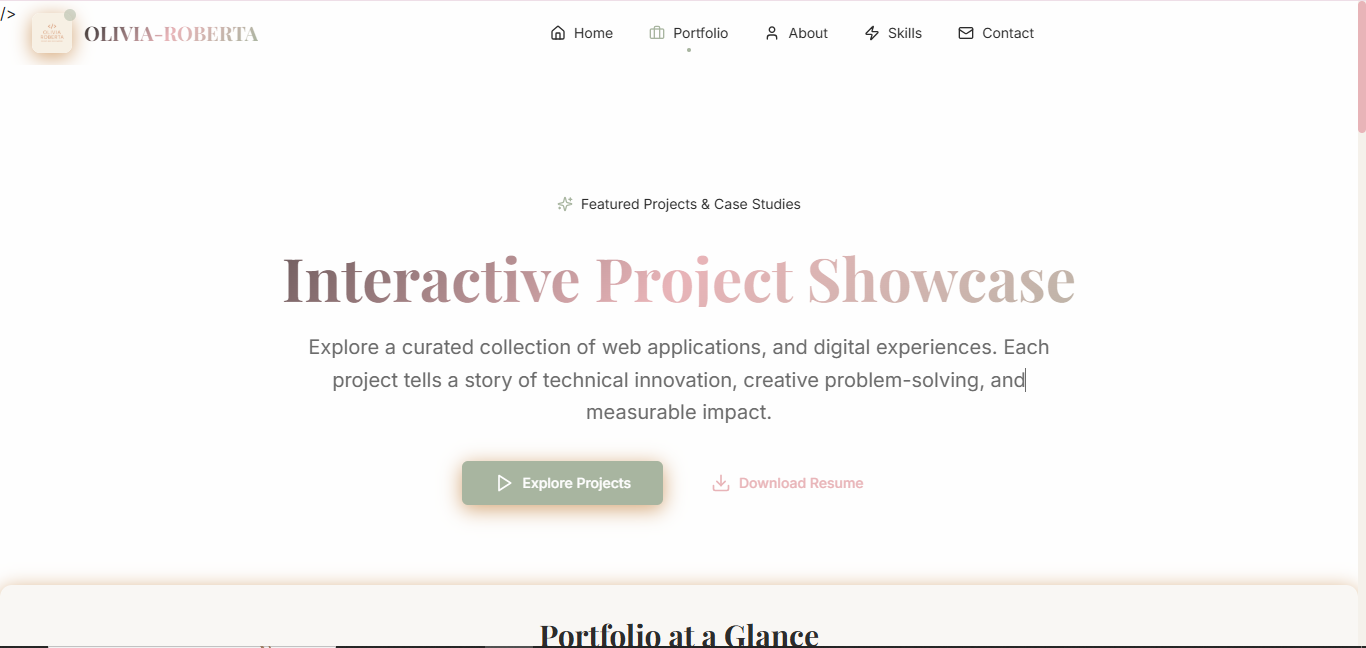 />
</>
OLIVIA
ROBERTA
OLIVIA-ROBERTA
Home
Portfolio
About
Skills
Contact
Featured Projects & Case Studies
Interactive Project Showcase
Explore a curated collection of web applications, and digital experiences. Each
project tells a story of technical innovation, creative problem-solving, and
measurable impact.
Explore Projects
Download Resume
Portfolio at a Glance